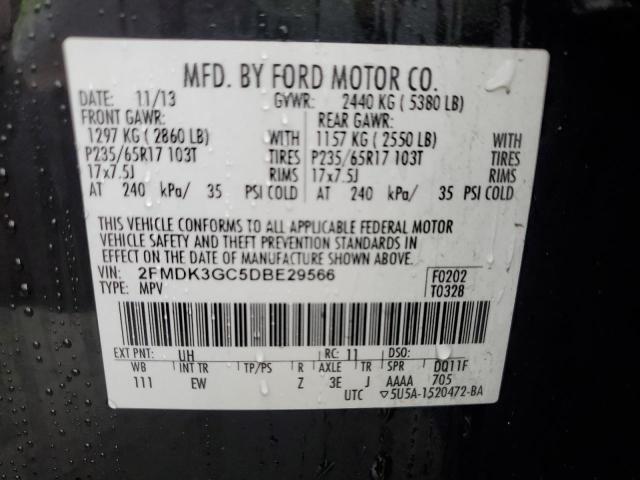 MFD. BY FORD MOTOR CO.
DATE: 11/13 GVWR: 2440 KG ( 5380 LB)
FRONT GAWR: REAR GAWR:
1297 KG ( 2860 LB) WITH 1157 KG ( 2550 LB) WITH
P235/65R17 103T TIRES P235/65R17 103T TIRES
17x7.5J RIMS 17x7.5J RIMS
AT 240 kPa/ 35 PSI COLD AT 240 kPa/ 35 PSI COLD
THIS VEHICLE CONFORMS TO ALL APPLICABLE FEDERAL MOTOR
VEHICLE SAFETY AND THEFT PREVENTION STANDARDS IN
EFFECT ON THE DATE OF MANUFACTURE SHOWN ABOVE.
VIN: 2FMDK3GC5DBE29566 F0202
TYPE: MPV T0328
EXT PNT: UH RC: 11 DSO:
WB INT TR TP/PS R AXLE TR SPR DQ11F
111 EW Z 3E J AAAA 705
UTC ▽5U5A-1520472-BA